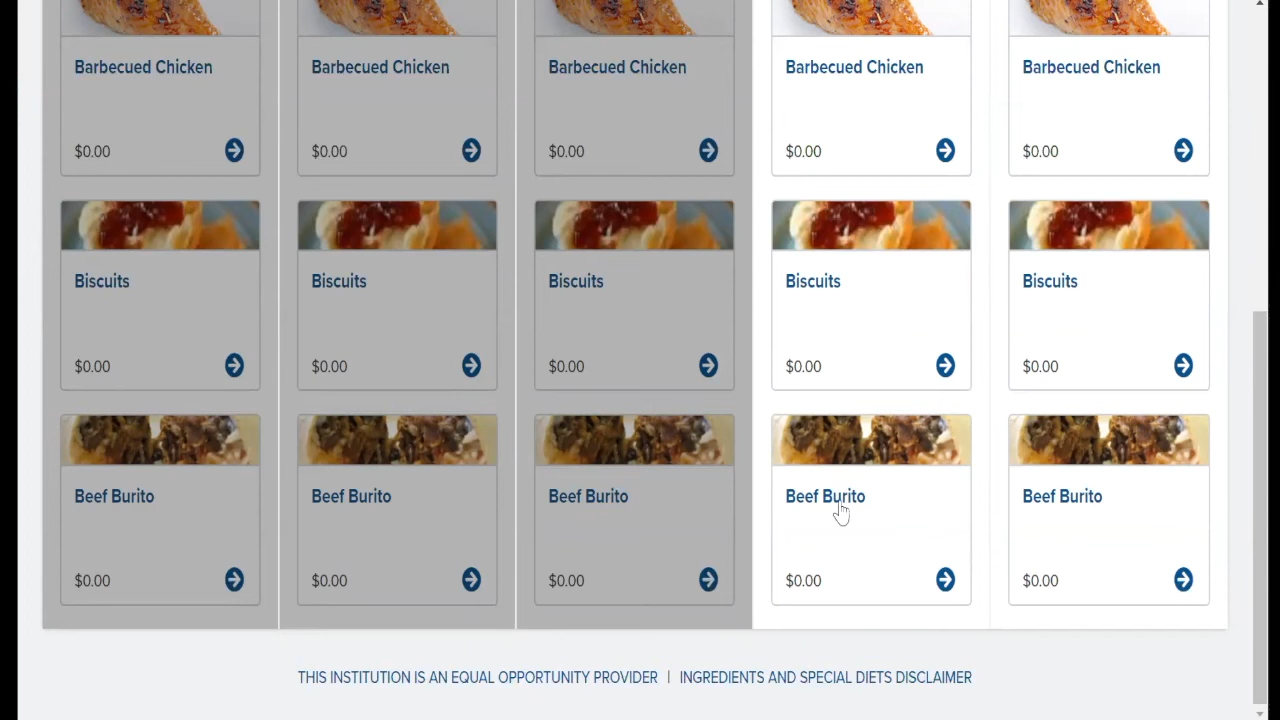 Barbecued Chicken Barbecued Chicken Barbecued Chicken Barbecued Chicken Barbecued Chicken
$0.00 $0.00 $0.00 $0.00 $0.00
Biscuits Biscuits Biscuits Biscuits Biscuits
$0.00 $0.00 $0.00 $0.00 $0.00
Beef Burito Beef Burito Beef Burito Beef Burito Beef Burito
$0.00 $0.00 $0.00 $0.00 $0.00
THIS INSTITUTION IS AN EQUAL OPPORTUNITY PROVIDER | INGREDIENTS AND SPECIAL DIETS DISCLAIMER